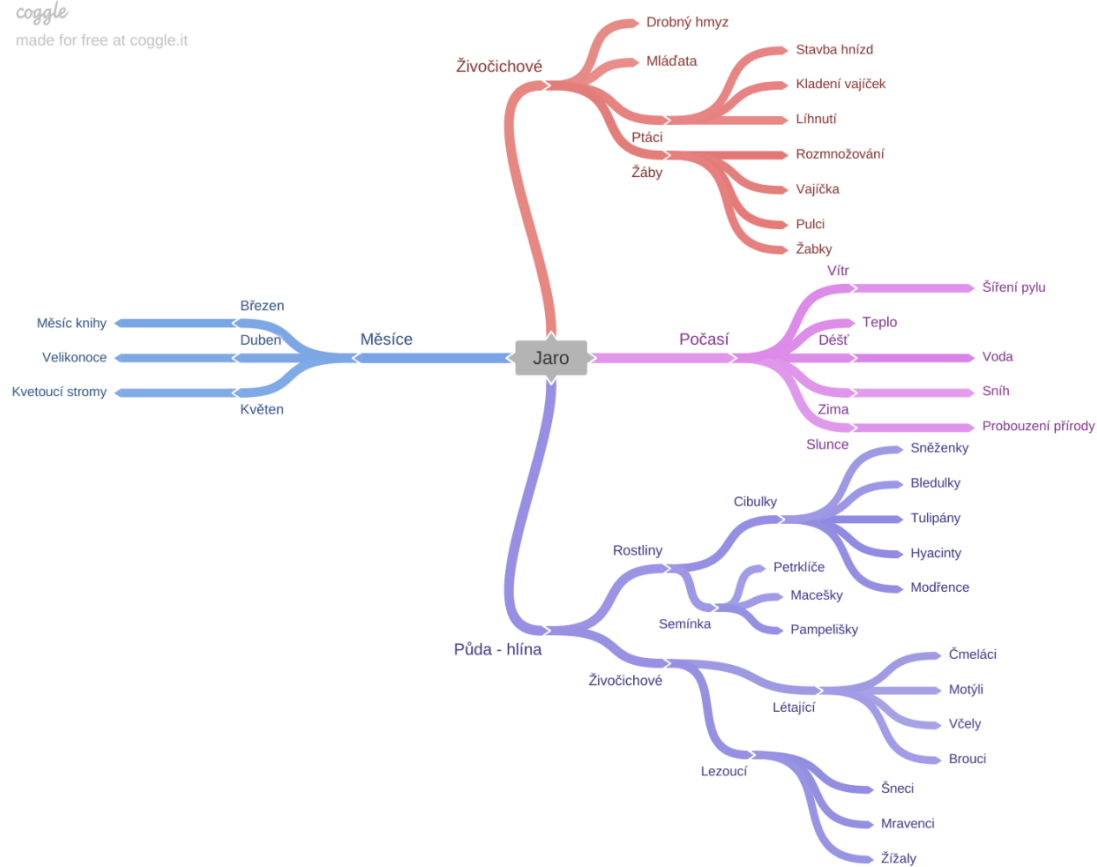 coggle
made for free at coggle.it
Jaro
Živočichové
Drobný hmyz
Mláďata
Ptáci
Stavba hnízd
Kladení vajíček
Líhnutí
Žáby
Rozmnožování
Vajíčka
Pulci
Žabky
Počasí
Vítr
Šíření pylu
Teplo
Déšť
Voda
Zima
Sníh
Slunce
Probouzení přírody
Měsíce
Březen
Měsíc knihy
Duben
Velikonoce
Květen
Kvetoucí stromy
Půda - hlína
Rostliny
Cibulky
Sněženky
Bledulky
Tulipány
Hyacinty
Modřence
Semínka
Petrklíče
Macešky
Pampelišky
Živočichové
Létající
Čmeláci
Motýli
Včely
Brouci
Lezoucí
Šneci
Mravenci
Žížaly